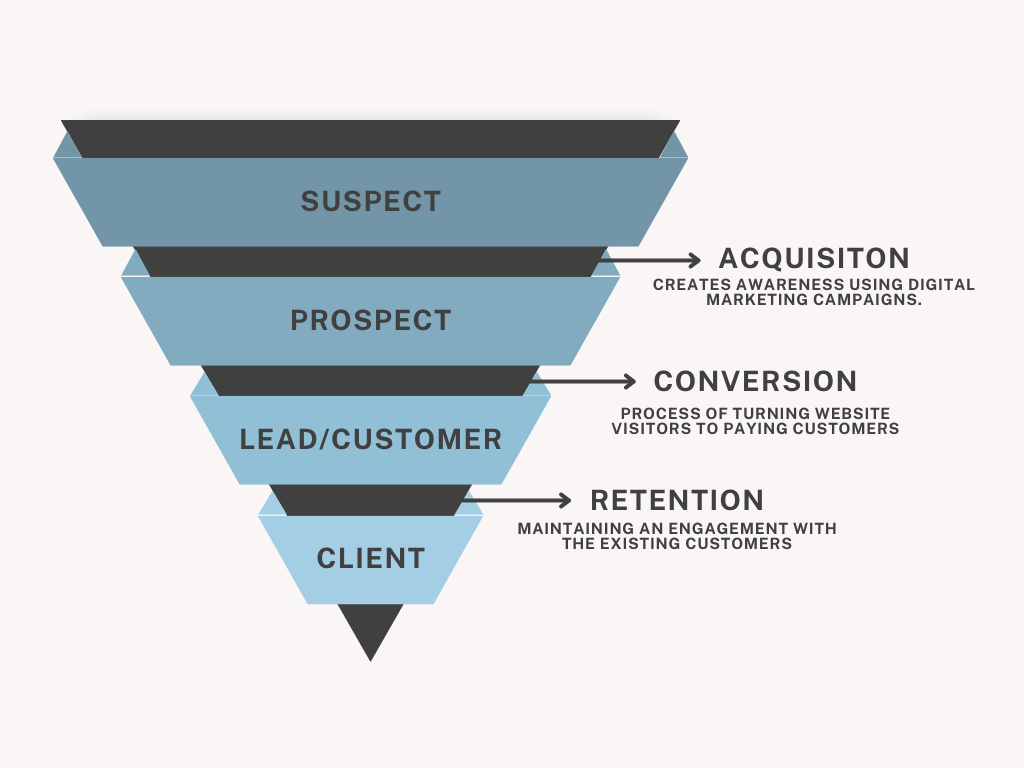 SUSPECT
ACQUISITON
CREATES AWARENESS USING DIGITAL
MARKETING CAMPAIGNS.
PROSPECT
CONVERSION
PROCESS OF TURNING WEBSITE
VISITORS TO PAYING CUSTOMERS
LEAD/CUSTOMER
RETENTION
MAINTAINING AN ENGAGEMENT WITH
THE EXISTING CUSTOMERS
CLIENT